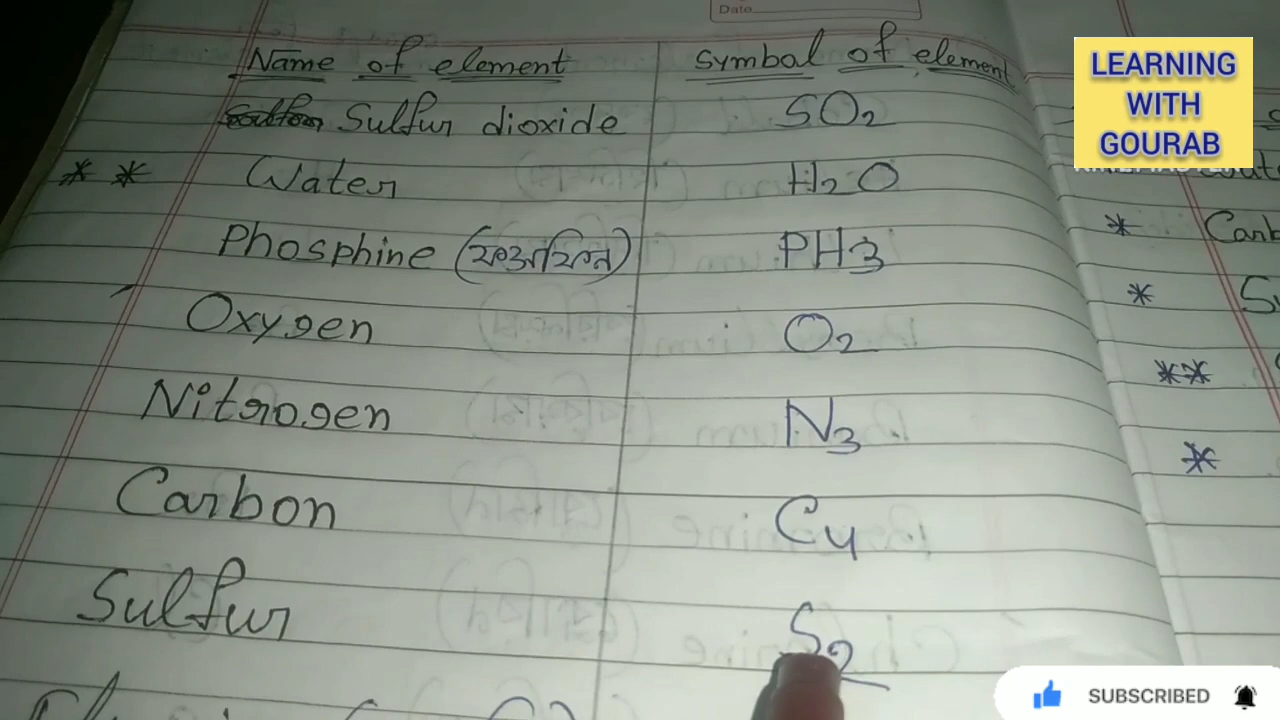 Date
Name of element symbol of element
Sulfur dioxide SO2
** Water H2O
Phosphine (ফসফিন) PH3
Oxygen O2
Nitrogen N3
Carbon C4
Sulfur S2
*
*
**
*
LEARNING
WITH
GOURAB
SUBSCRIBED